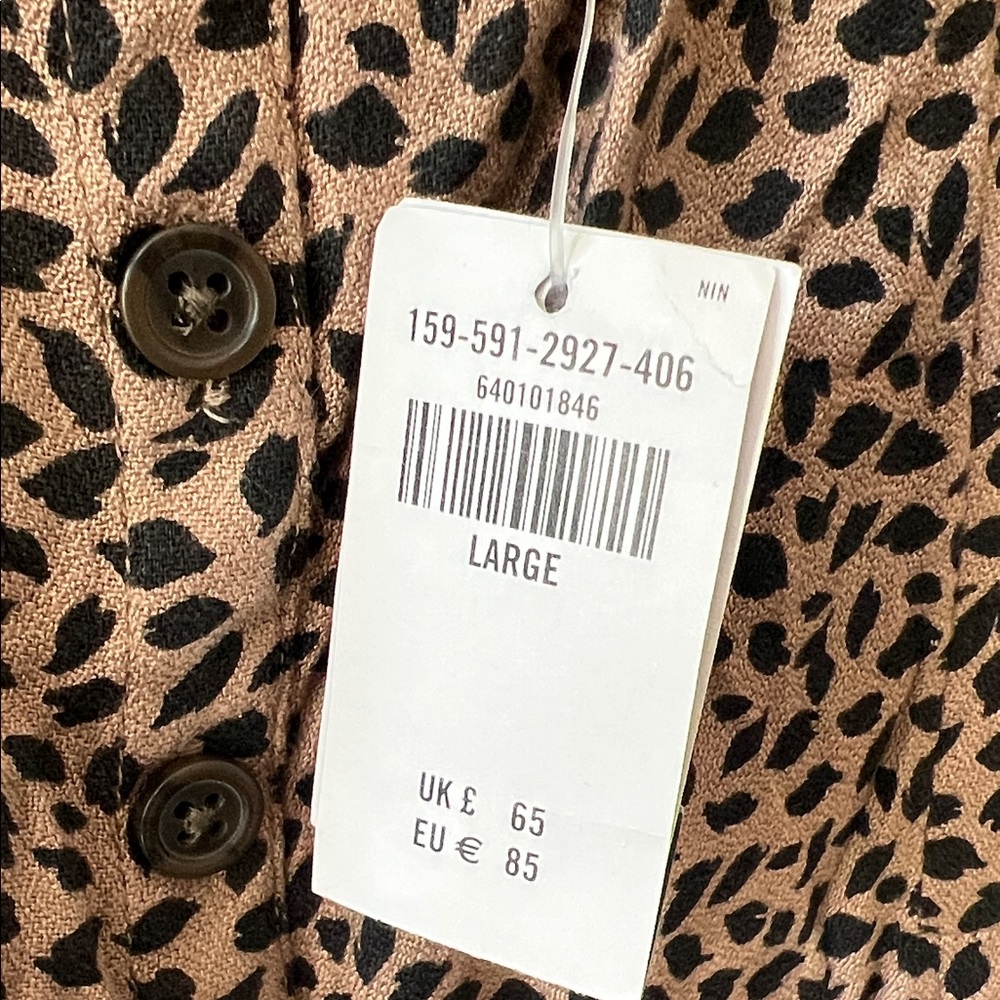 NIN
159-591-2927-406
640101846
LARGE
UK £ 65
EU € 85